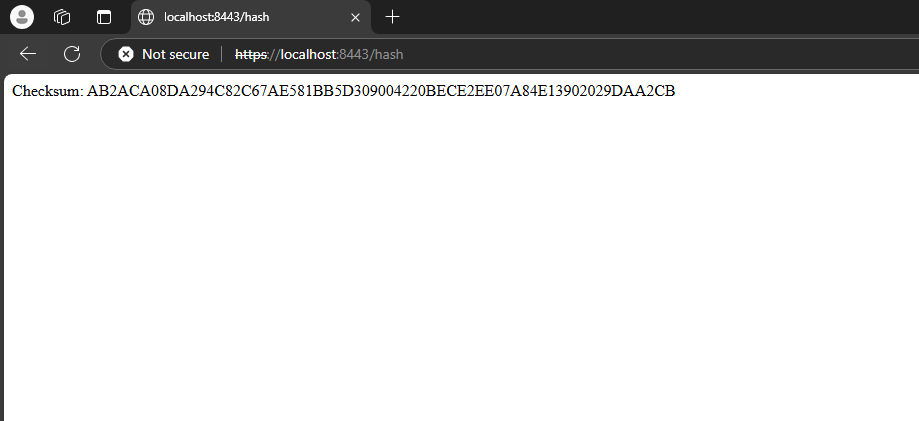 localhost:8443/hash
Not secure https://localhost:8443/hash
Checksum: AB2ACA08DA294C82C67AE581BB5D309004220BECE2EE07A84E13902029DAA2CB